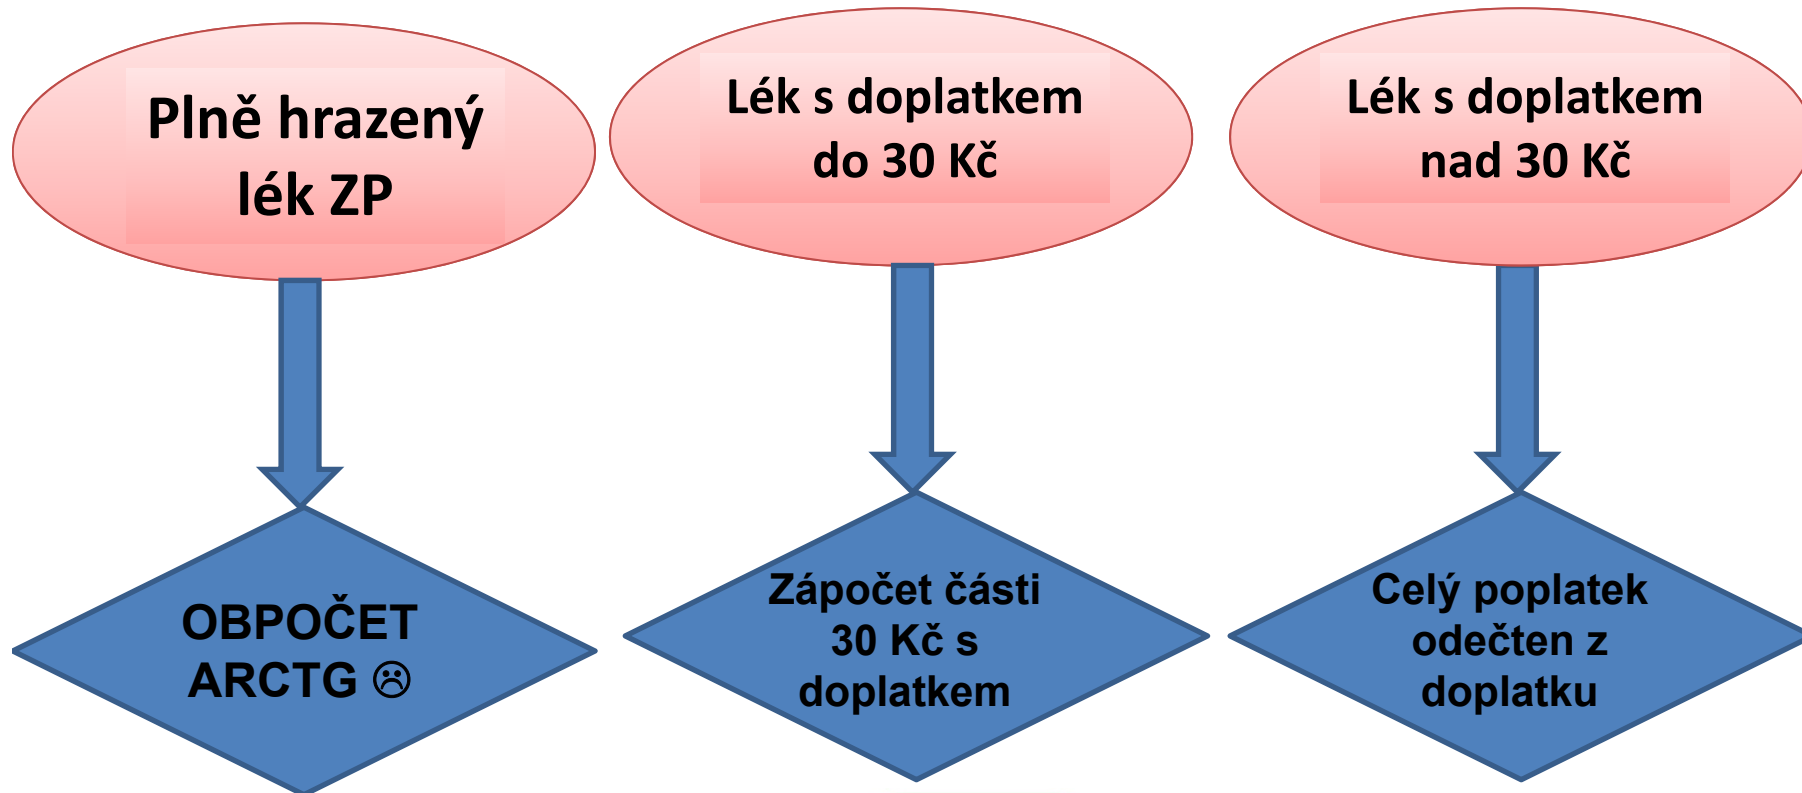 Plně hrazený
lék ZP
Lék s doplatkem
do 30 Kč
Lék s doplatkem
nad 30 Kč
OBPOČET
ARCTG ☹
Zápočet části
30 Kč s
doplatkem
Celý poplatek
odečten z
doplatku